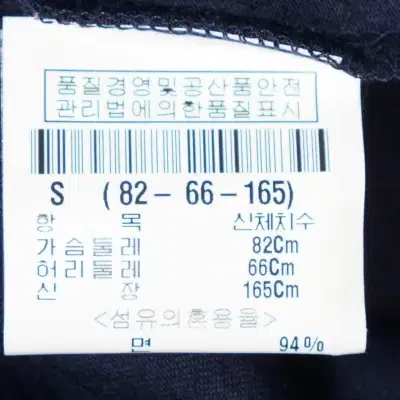 품질경영및공산품안전
관리법에의한품질표시
S (82-66-165)
항 목 신체치수
가슴둘레 82Cm
허리둘레 66Cm
신 장 165Cm
<섬유의혼용율>
면 94%